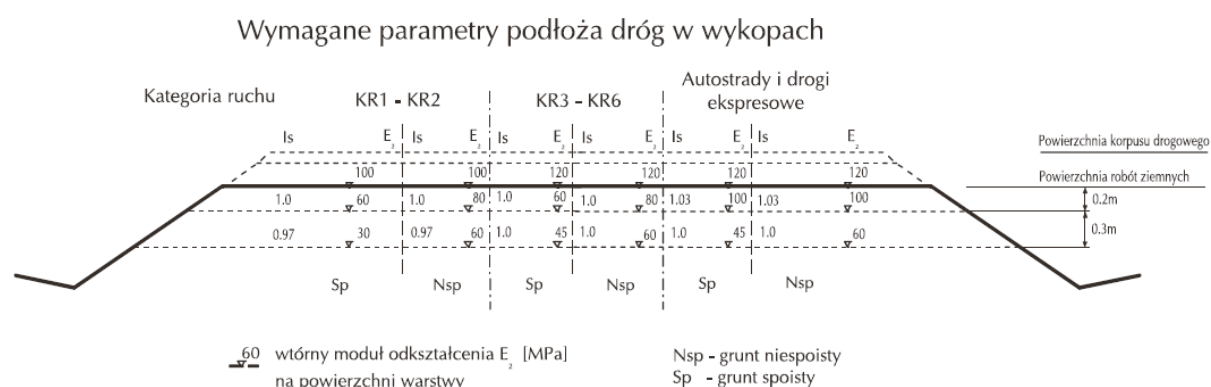 Wymagane parametry podłoża dróg w wykopach
Kategoria ruchu KR1 - KR2 KR3 - KR6 Autostrady i drogi
ekspresowe
Is E₂ Is E₂ Is E₂ Is E₂ Is E₂ Is E₂
Powierzchnia korpusu drogowego
100 100 120 120 120 120 Powierzchnia robót ziemnych
1.0 60 1.0 80 1.0 60 1.0 80 1.03 100 1.03 100 0.2m
0.97 30 0.97 60 1.0 45 1.0 60 1.0 45 1.0 60 0.3m
Sp Nsp Sp Nsp Sp Nsp
60 wtórny moduł odkształcenia E₂ [MPa]
na powierzchni warstwy
Nsp - grunt niespoisty
Sp - grunt spoisty